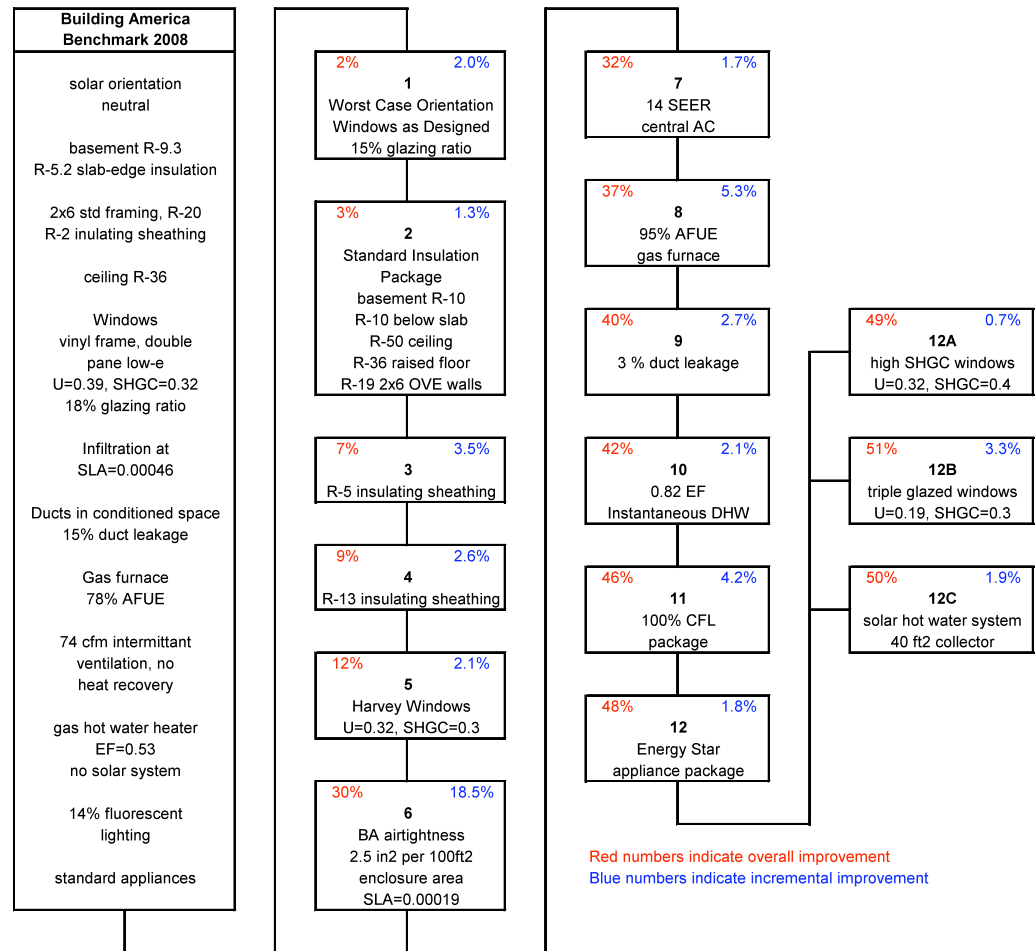 Building America
Benchmark 2008
solar orientation
neutral
basement R-9.3
R-5.2 slab-edge insulation
2x6 std framing, R-20
R-2 inulating sheathing
ceiling R-36
Windows
vinyl frame, double
pane low-e
U=0.39, SHGC=0.32
18% glazing ratio
Infiltration at
SLA=0.00046
Ducts in conditioned space
15% duct leakage
Gas furnace
78% AFUE
74 cfm intermittant
ventilation, no
heat recovery
gas hot water heater
EF=0.53
no solar system
14% fluorescent
lighting
standard appliances
2% 2.0%
1
Worst Case Orientation
Windows as Designed
15% glazing ratio
3% 1.3%
2
Standard Insulation
Package
basement R-10
R-10 below slab
R-50 ceiling
R-36 raised floor
R-19 2x6 OVE walls
7% 3.5%
3
R-5 insulating sheathing
9% 2.6%
4
R-13 insulating sheathing
12% 2.1%
5
Harvey Windows
U=0.32, SHGC=0.3
30% 18.5%
6
BA airtightness
2.5 in2 per 100ft2
enclosure area
SLA=0.00019
32% 1.7%
7
14 SEER
central AC
37% 5.3%
8
95% AFUE
gas furnace
40% 2.7%
9
3 % duct leakage
42% 2.1%
10
0.82 EF
Instantaneous DHW
46% 4.2%
11
100% CFL
package
48% 1.8%
12
Energy Star
appliance package
49% 0.7%
12A
high SHGC windows
U=0.32, SHGC=0.4
51% 3.3%
12B
triple glazed windows
U=0.19, SHGC=0.3
50% 1.9%
12C
solar hot water system
40 ft2 collector
Red numbers indicate overall improvement
Blue numbers indicate incremental improvement